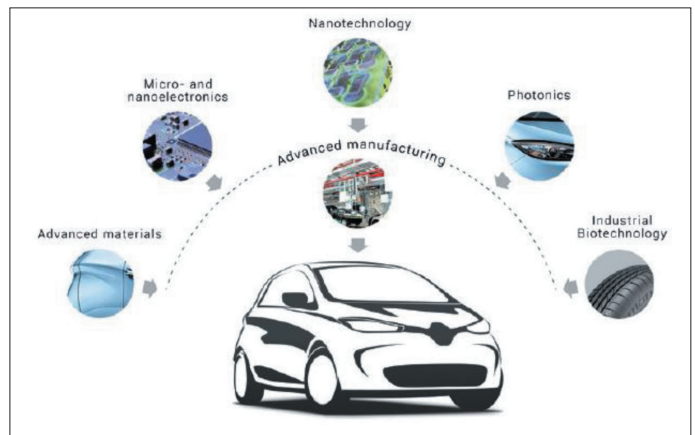 Nanotechnology
Micro- and
nanoelectronics
Photonics
Advanced manufacturing
Advanced materials
Industrial
Biotechnology